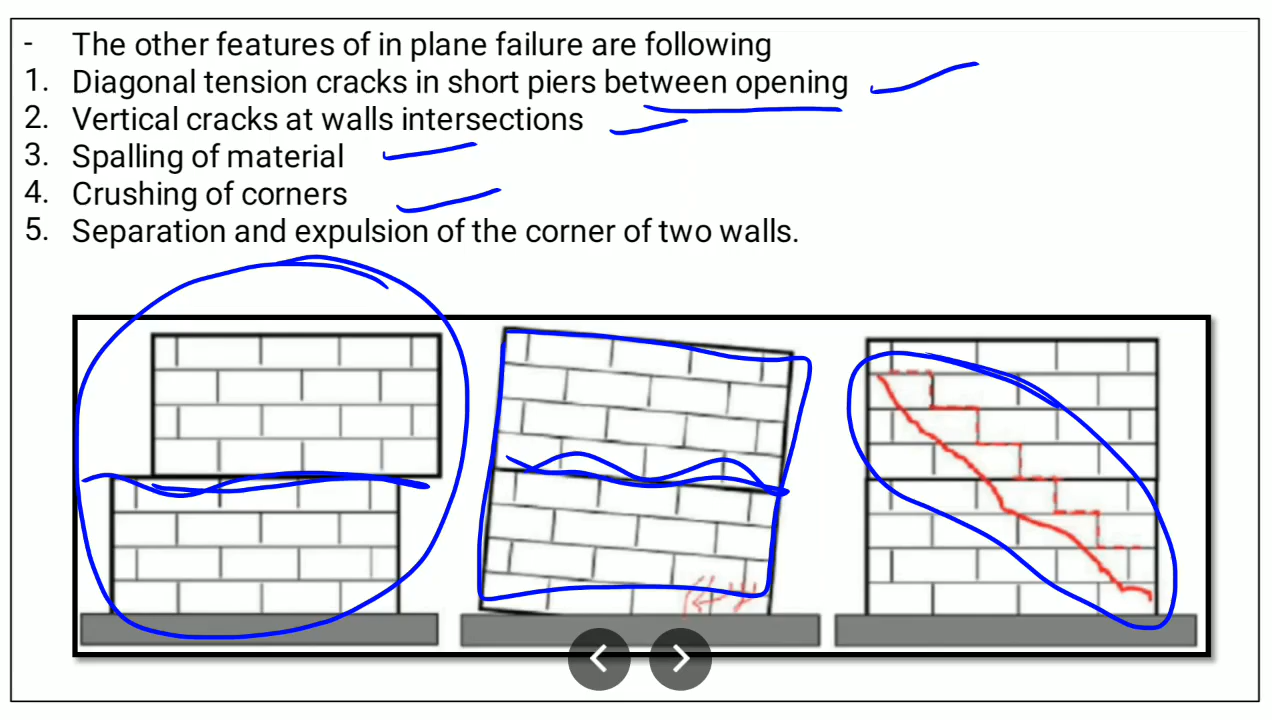 - The other features of in plane failure are following
1. Diagonal tension cracks in short piers between opening
2. Vertical cracks at walls intersections
3. Spalling of material
4. Crushing of corners
5. Separation and expulsion of the corner of two walls.